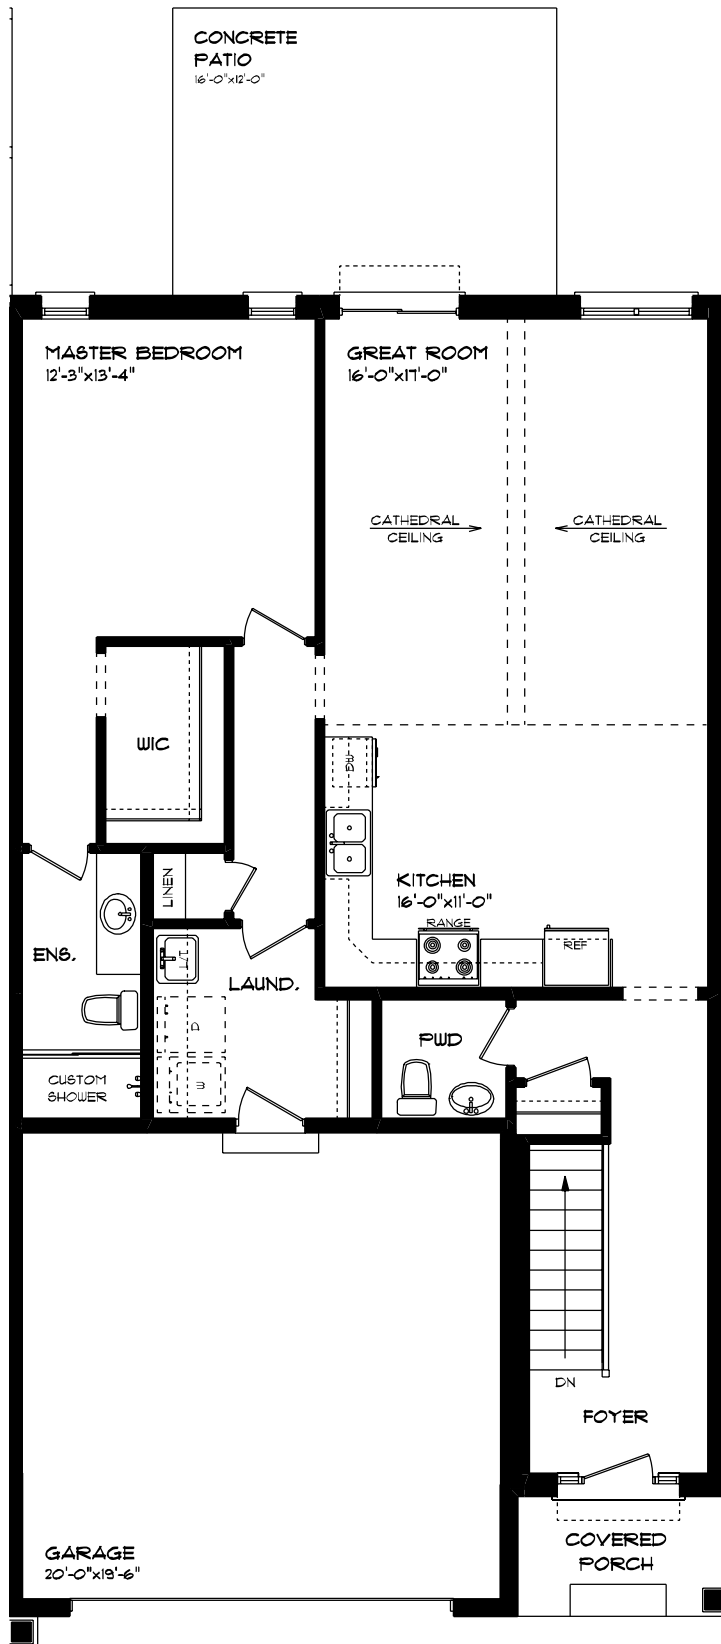 CONCRETE
PATIO
16'-0"x12'-0"
MASTER BEDROOM
12'-3"x13'-4"
GREAT ROOM
16'-0"x17'-0"
CATHEDRAL
CEILING
CATHEDRAL
CEILING
WIC
DW
KITCHEN
16'-0"x11'-0"
RANGE
REF
LINEN
ENS.
L/T
LAUND.
D
W
PWD
CUSTOM
SHOWER
DN
FOYER
GARAGE
20'-0"x19'-6"
COVERED
PORCH